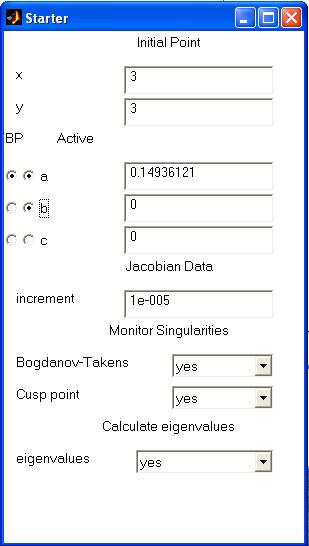 Starter
Initial Point
x 3
y 3
BP Active
a 0.14936121
b 0
c 0
Jacobian Data
increment 1e-005
Monitor Singularities
Bogdanov-Takens yes
Cusp point yes
Calculate eigenvalues
eigenvalues yes